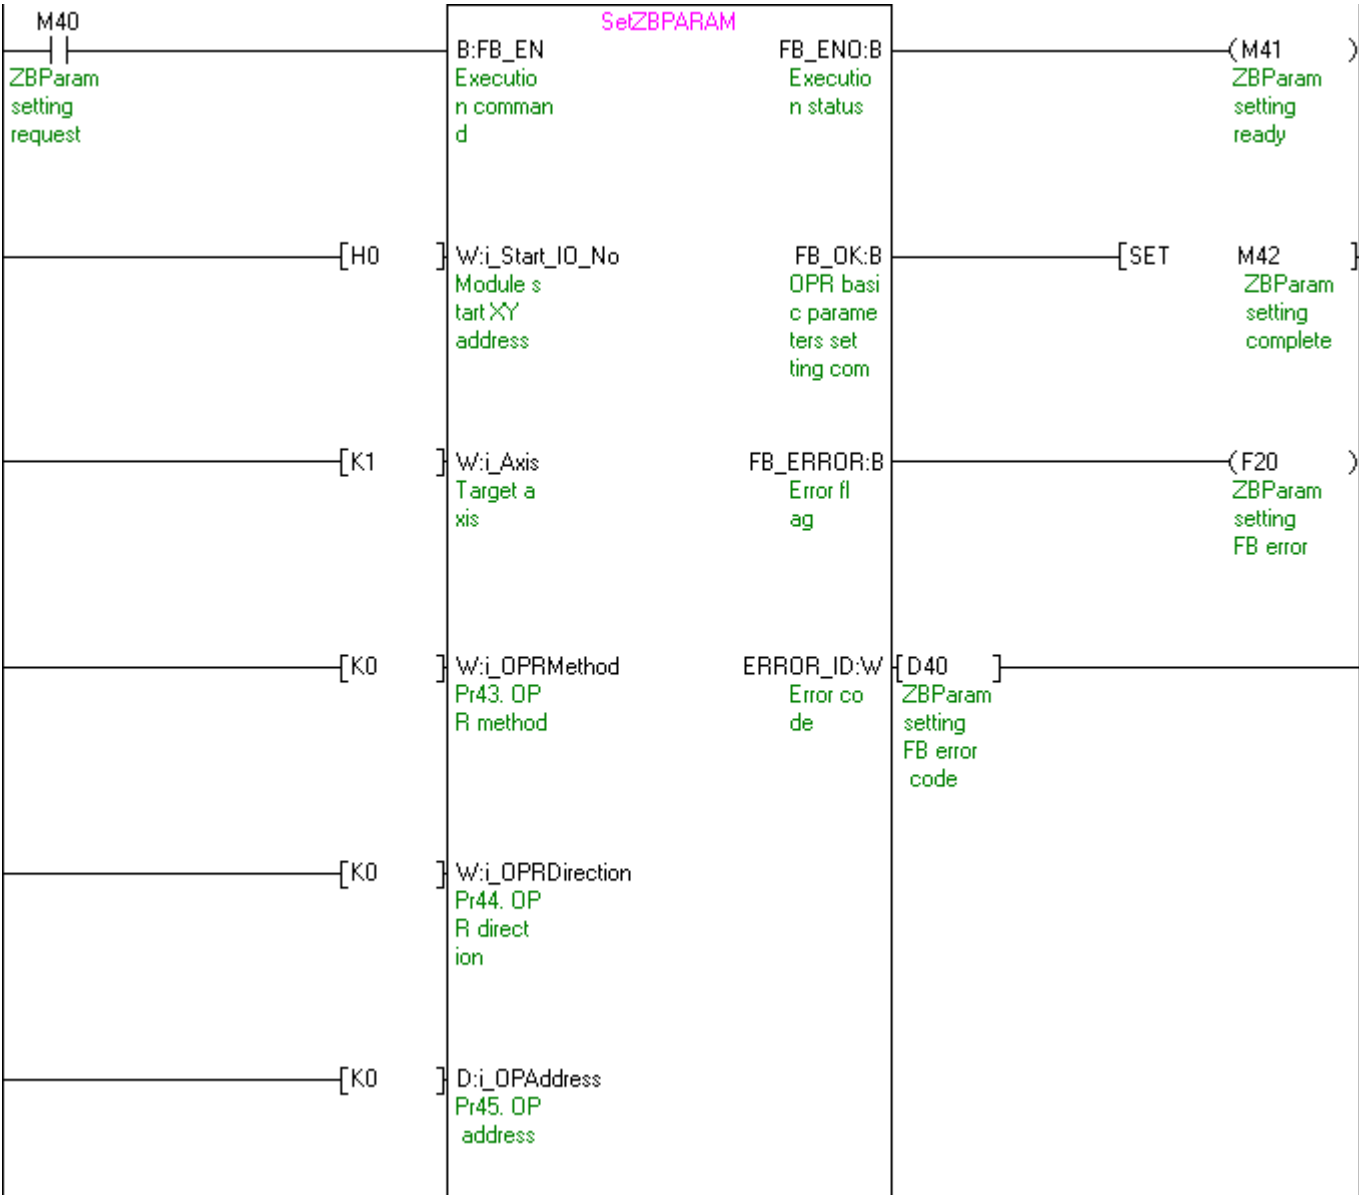 M40
SetZBPARAM
B:FB_EN
FB_ENO:B
(M41 )
ZBParam
setting
request
Executio
n comman
d
Executio
n status
ZBParam
setting
ready
[H0 ]
W:i_Start_IO_No
FB_OK:B
[SET M42 ]
Module s
tart XY
address
OPR basi
c parame
ters set
ting com
ZBParam
setting
complete
[K1 ]
W:i_Axis
FB_ERROR:B
(F20 )
Target a
xis
Error fl
ag
ZBParam
setting
FB error
[K0 ]
W:i_OPRMethod
ERROR_ID:W
[D40 ]
Pr43. OP
R method
Error co
de
ZBParam
setting
FB error
code
[K0 ]
W:i_OPRDirection
Pr44. OP
R direct
ion
[K0 ]
D:i_OPAddress
Pr45. OP
address